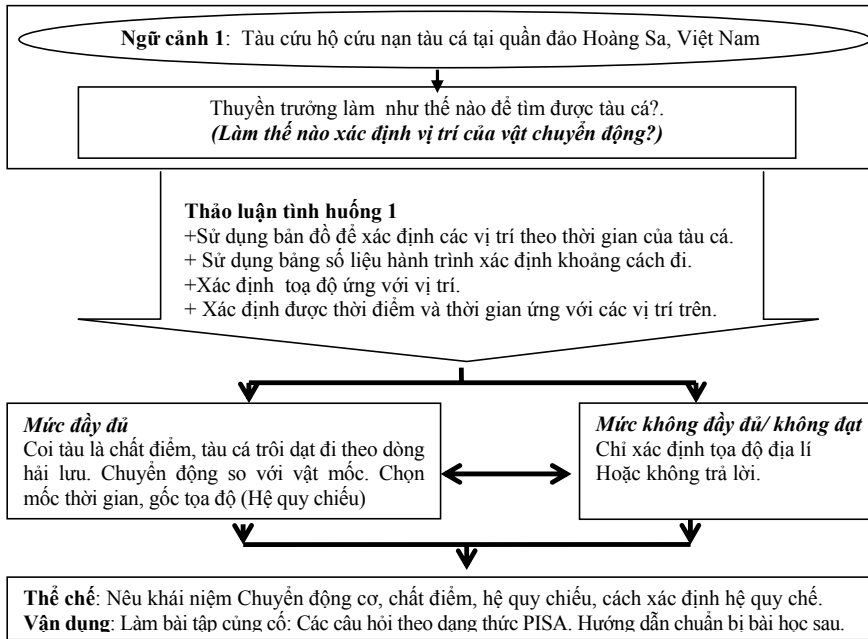 Ngữ cảnh 1: Tàu cứu hộ cứu nạn tàu cá tại quần đảo Hoàng Sa, Việt Nam
Thuyền trưởng làm như thế nào để tìm được tàu cá?.
(Làm thế nào xác định vị trí của vật chuyển động?)
Thảo luận tình huống 1
+Sử dụng bản đồ để xác định các vị trí theo thời gian của tàu cá.
+ Sử dụng bảng số liệu hành trình xác định khoảng cách đi.
+Xác định toạ độ ứng với vị trí.
+ Xác định được thời điểm và thời gian ứng với các vị trí trên.
Mức đầy đủ
Coi tàu là chất điểm, tàu cá trôi dạt đi theo dòng
hải lưu. Chuyển động so với vật mốc. Chọn
mốc thời gian, gốc tọa độ (Hệ quy chiếu)
Mức không đầy đủ/ không đạt
Chỉ xác định tọa độ địa lí
Hoặc không trả lời.
Thể chế: Nêu khái niệm Chuyển động cơ, chất điểm, hệ quy chiếu, cách xác định hệ quy chế.
Vận dụng: Làm bài tập củng cố: Các câu hỏi theo dạng thức PISA. Hướng dẫn chuẩn bị bài học sau.